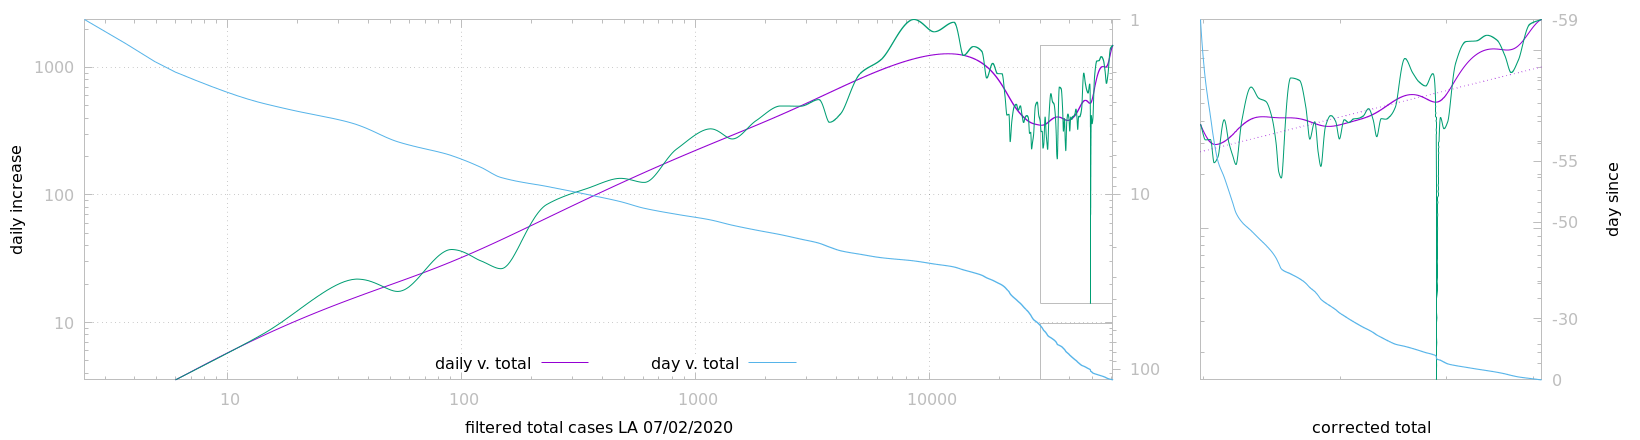 1
-59
1000
daily increase
100
10
-55
-50
day since
10
-30
daily v. total
day v. total
100
0
10
100
1000
10000
filtered total cases LA 07/02/2020
corrected total